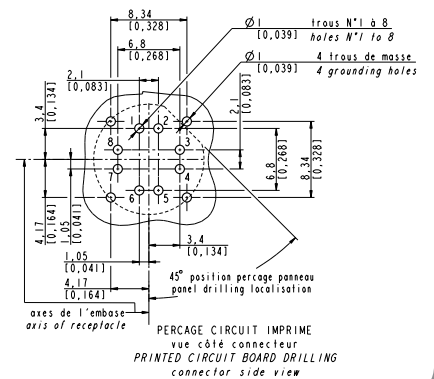 8,34
[0,328]
Ø 1
[0,039]
trous N°1 à 8
holes N°1 to 8
6,8
[0,268]
Ø 1
[0,039]
4 trous de masse
4 grounding holes
2,1
[0,083]
3,4
[0,134]
2,1
[0,083]
1
2
8
3
7
4
6
5
6,8
[0,268]
8,34
[0,328]
4,17
[0,164]
1,05
[0,041]
3,4
[0,134]
1,05
[0,041]
4,17
[0,164]
45° position percage panneau
panel drilling localisation
axes de l'embase
axis of receptacle
PERCAGE CIRCUIT IMPRIME
vue côté connecteur
PRINTED CIRCUIT BOARD DRILLING
connector side view